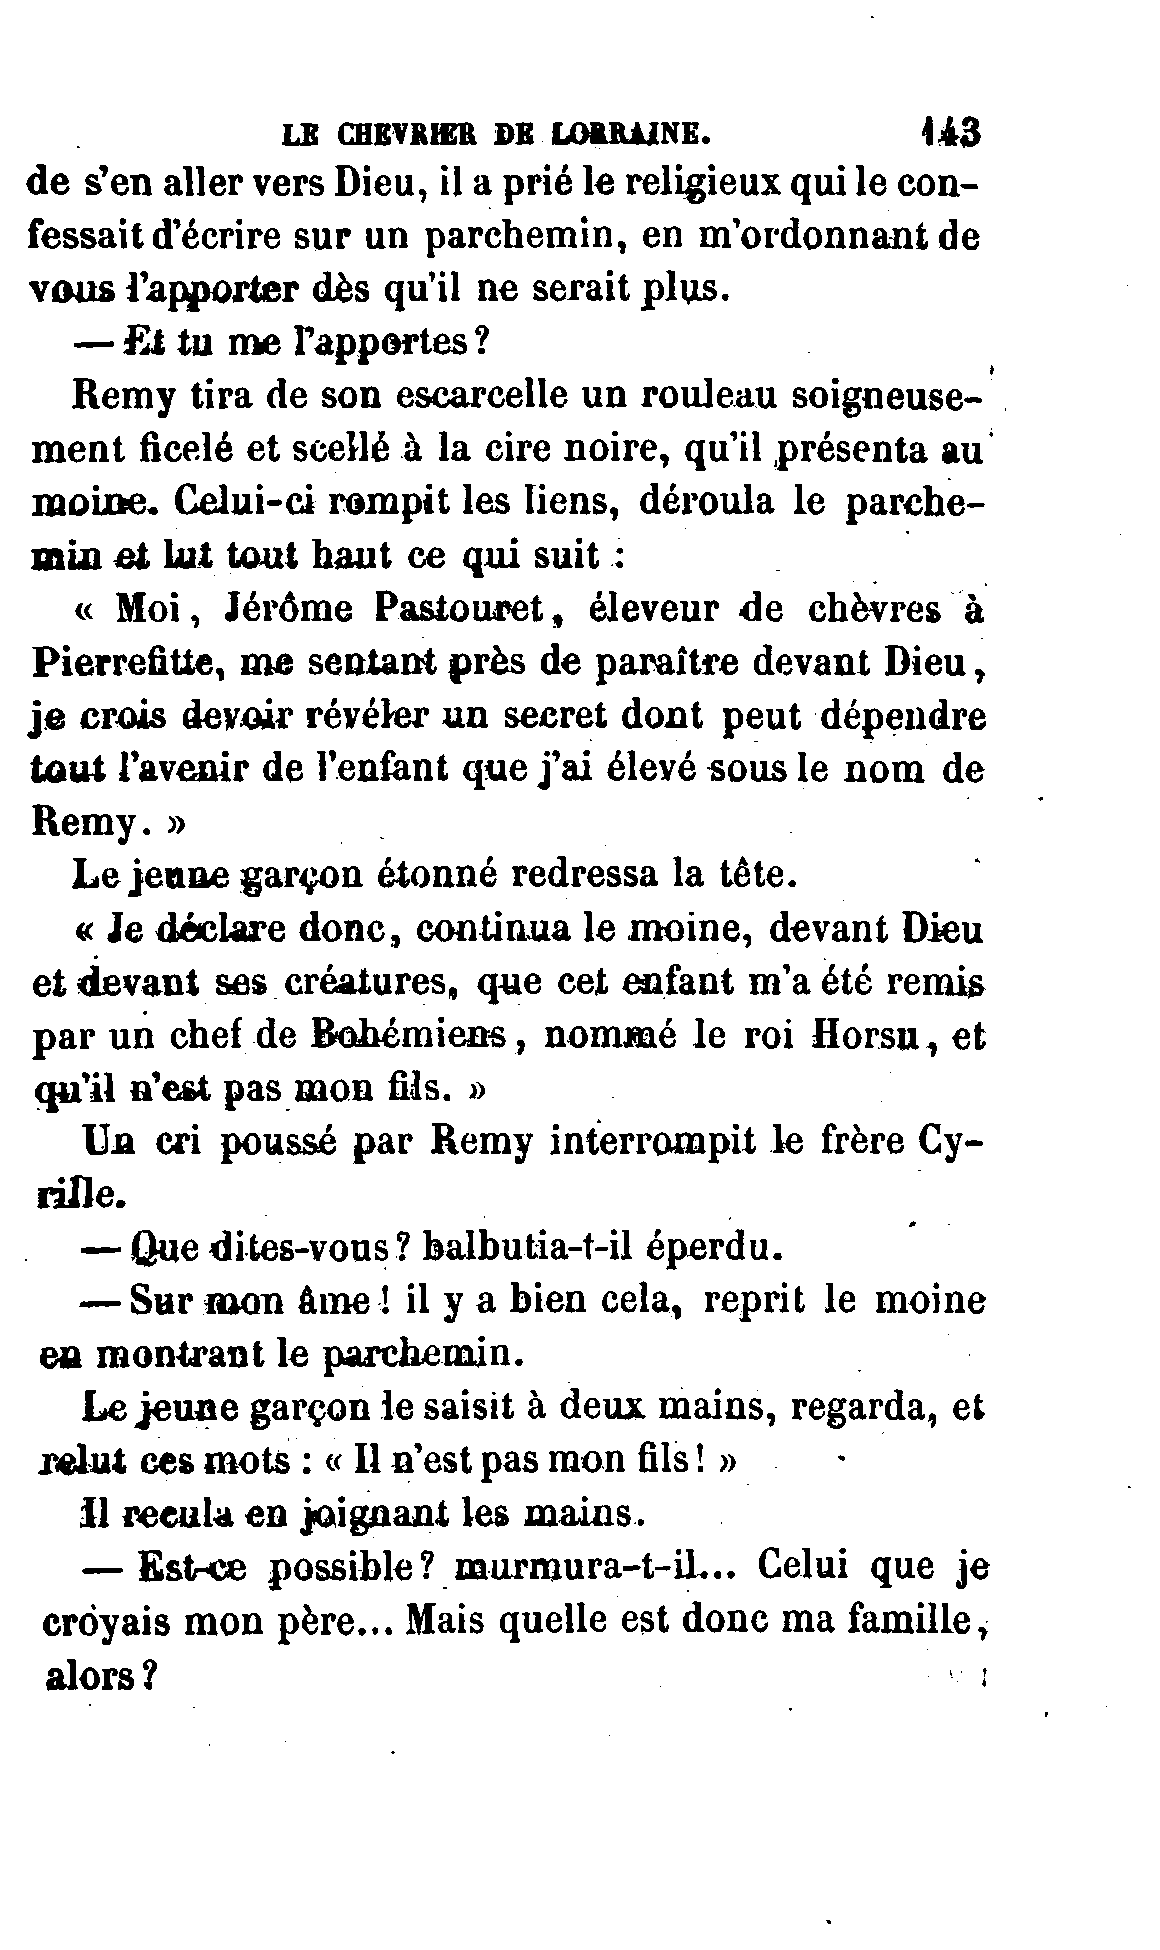 LE CHEVRIER DE LORRAINE. 143
de s'en aller vers Dieu, il a prié le religieux qui le con-
fessait d'écrire sur un parchemin, en m'ordonnant de
vous l'apporter dès qu'il ne serait plus.
— Et tu me l'apportes?
Remy tira de son escarcelle un rouleau soigneuse-
ment ficelé et scellé à la cire noire, qu'il présenta au
moine. Celui-ci rompit les liens, déroula le parche-
min et lut tout haut ce qui suit :
« Moi, Jérôme Pastouret, éleveur de chèvres à
Pierrefitte, me sentant près de paraître devant Dieu,
je crois devoir révéler un secret dont peut dépendre
tout l'avenir de l'enfant que j'ai élevé sous le nom de
Remy. »
Le jeune garçon étonné redressa la tête.
« Je déclare donc, continua le moine, devant Dieu
et devant ses créatures, que cet enfant m'a été remis
par un chef de Bohémiens, nommé le roi Horsu, et
qu'il n'est pas mon fils. »
Un cri poussé par Remy interrompit le frère Cy-
rille.
— Que dites-vous? balbutia-t-il éperdu.
— Sur mon âme! il y a bien cela, reprit le moine
en montrant le parchemin.
Le jeune garçon le saisit à deux mains, regarda, et
relut ces mots : « Il n'est pas mon fils! »
Il recula en joignant les mains.
— Est-ce possible? murmura-t-il... Celui que je
croyais mon père... Mais quelle est donc ma famille,
alors?